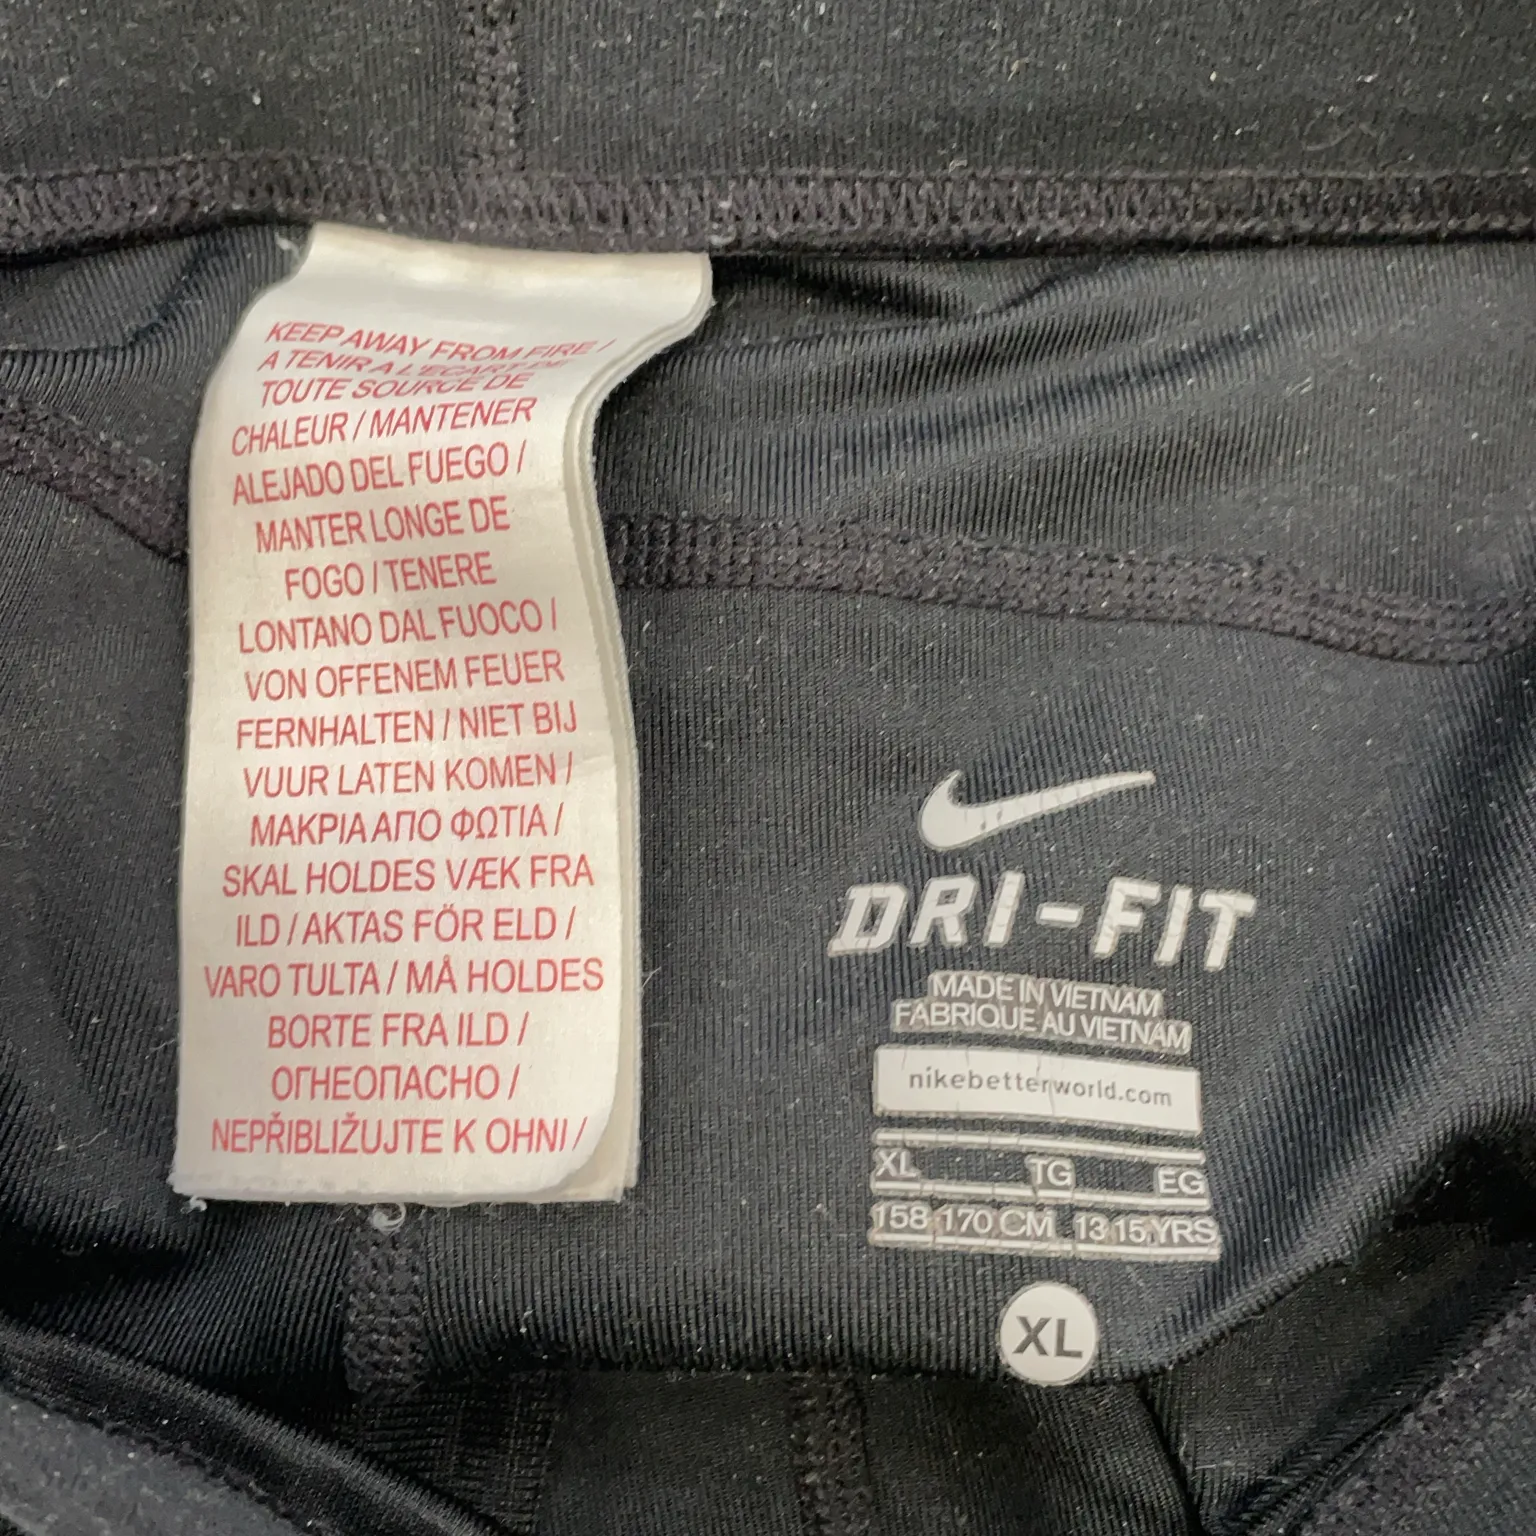 KEEP AWAY FROM FIRE /
A TENIR A L'ECART DE
TOUTE SOURCE DE
CHALEUR / MANTENER
ALEJADO DEL FUEGO /
MANTER LONGE DE
FOGO / TENERE
LONTANO DAL FUOCO /
VON OFFENEM FEUER
FERNHALTEN / NIET BIJ
VUUR LATEN KOMEN /
ΜΑΚΡΙΑ ΑΠΟ ΦΩΤΙΑ /
SKAL HOLDES VÆK FRA
ILD / AKTAS FÖR ELD /
VARO TULTA / MÅ HOLDES
BORTE FRA ILD /
ОГНЕОПАСНО /
NEPŘIBLIŽUJTE K OHNI /
DRI-FIT
MADE IN VIETNAM
FABRIQUE AU VIETNAM
nikebetterworld.com
XL TG EG
158 170 CM 13 15 YRS
XL